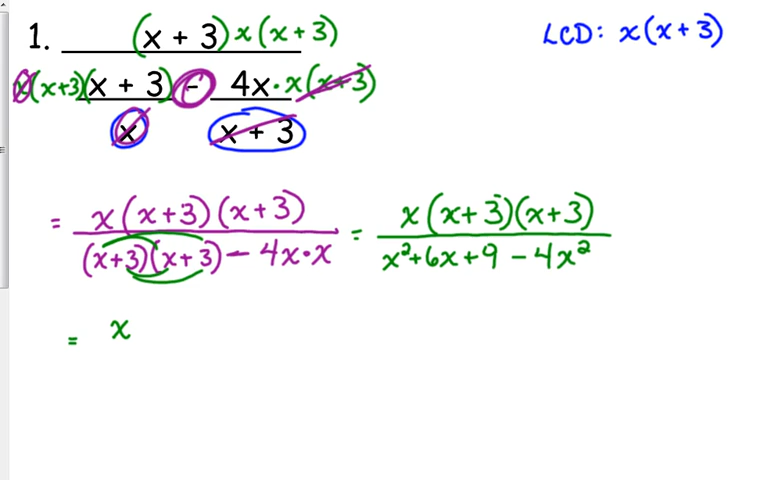 1. (x + 3) x (x + 3) LCD: x(x + 3)
x(x+3)(x + 3) - 4x · x(x+3)
x x + 3
= x(x+3)(x+3) = x(x+3)(x+3)
(x+3)(x+3) - 4x·x x²+6x+9 - 4x²
= x